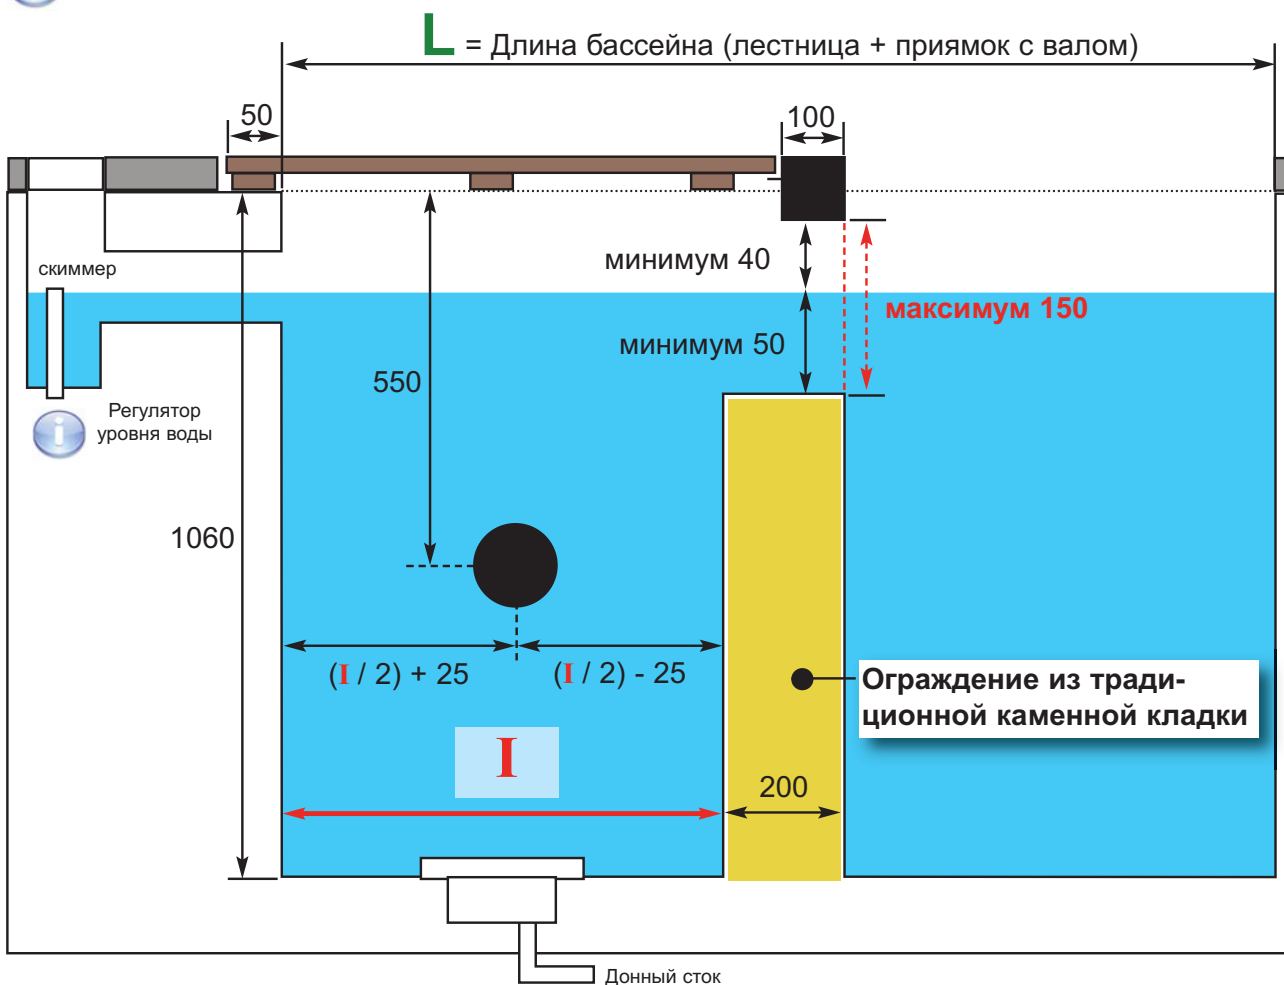 L = Длина бассейна (лестница + приямок с валом)
50
100
скиммер
минимум 40
максимум 150
минимум 50
550
Регулятор
уровня воды
1060
(I / 2) + 25
(I / 2) - 25
Ограждение из тради-
ционной каменной кладки
I
200
Донный сток